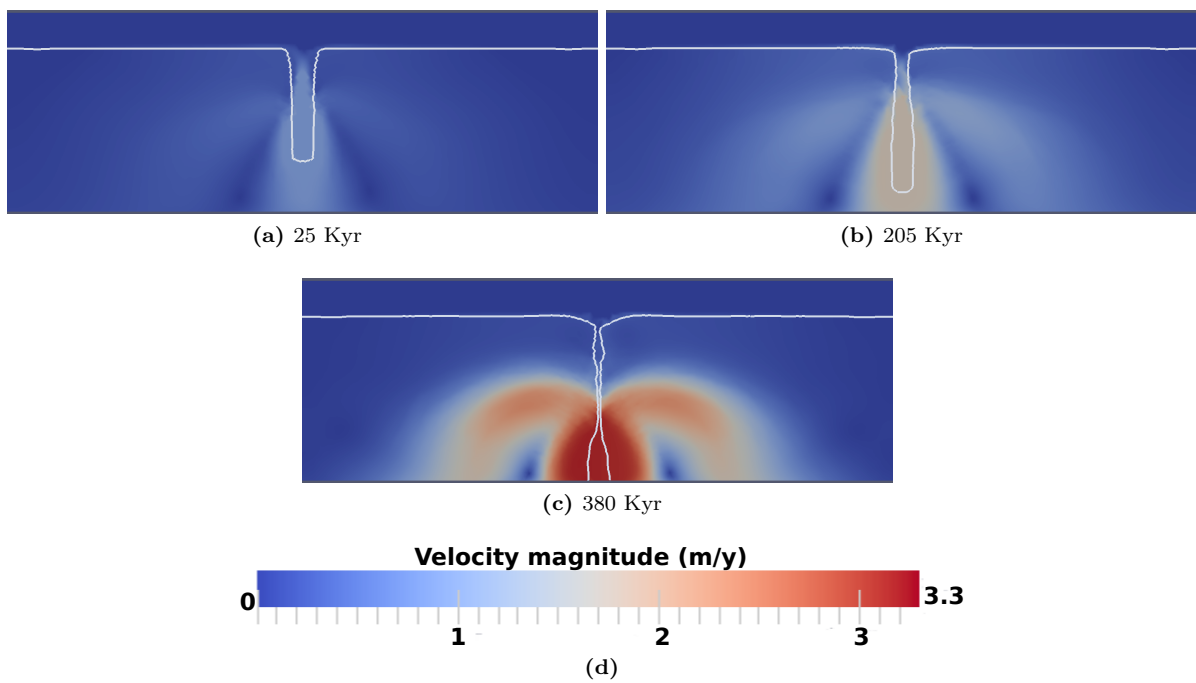 (a) 25 Kyr
(b) 205 Kyr
(c) 380 Kyr
Velocity magnitude (m/y)
0
3.3
1
2
3
(d)